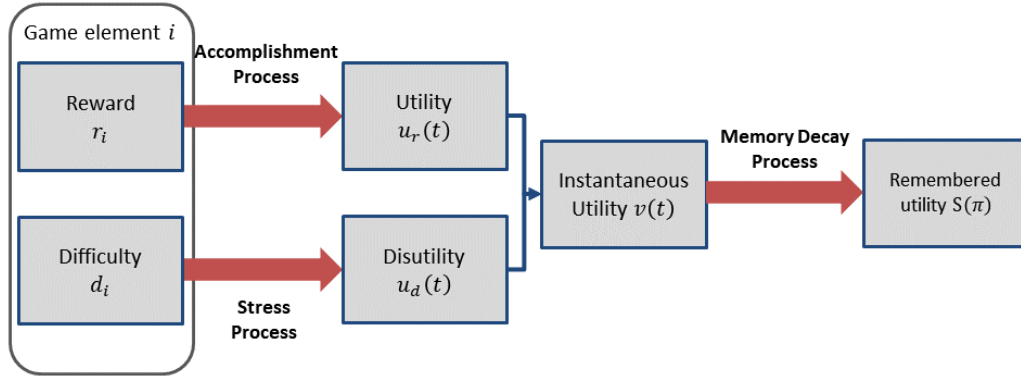 Game element i
Reward
r_i
Accomplishment
Process
Utility
u_r(t)
Difficulty
d_i
Stress
Process
Disutility
u_d(t)
Instantaneous
Utility v(t)
Memory Decay
Process
Remembered
utility S(π)